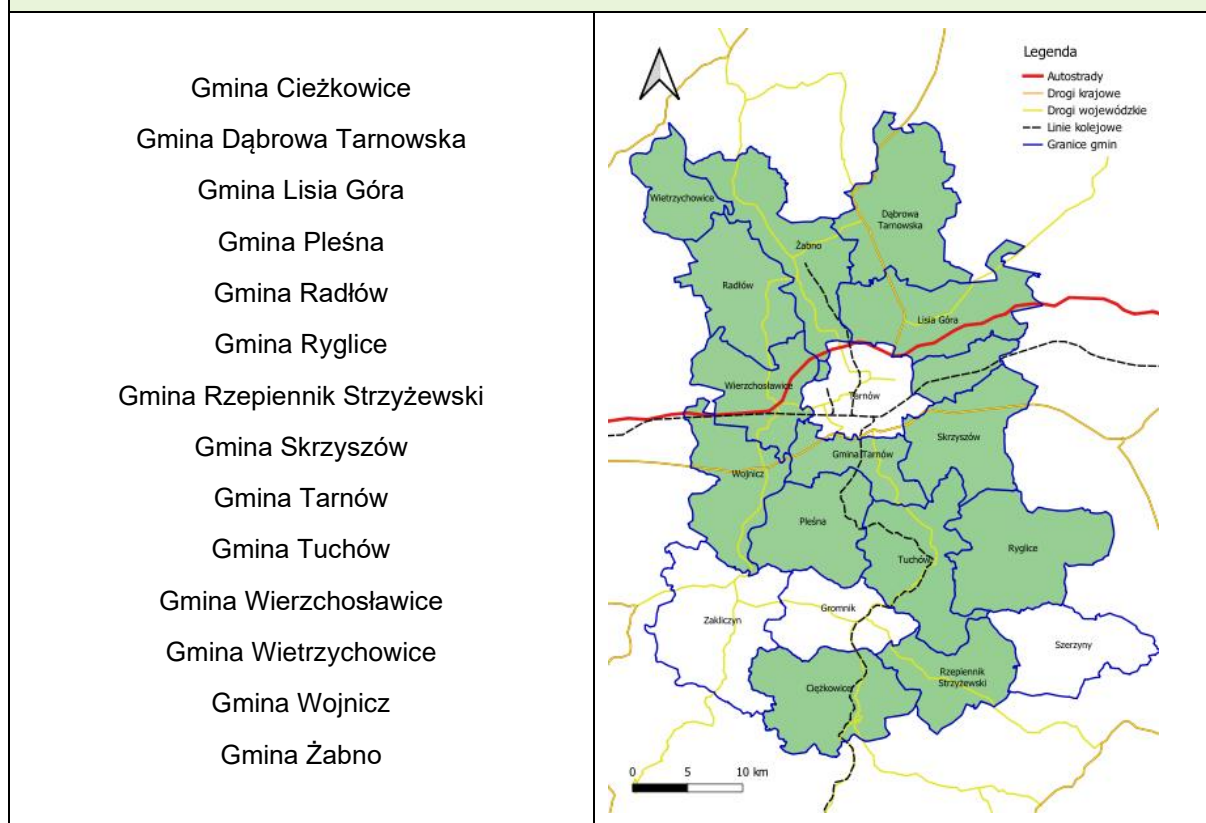 Gmina Cieżkowice
Gmina Dąbrowa Tarnowska
Gmina Lisia Góra
Gmina Pleśna
Gmina Radłów
Gmina Ryglice
Gmina Rzepiennik Strzyżewski
Gmina Skrzyszów
Gmina Tarnów
Gmina Tuchów
Gmina Wierzchosławice
Gmina Wietrzychowice
Gmina Wojnicz
Gmina Żabno
Legenda
Autostrady
Drogi krajowe
Drogi wojewódzkie
Linie kolejowe
Granice gmin
Wietrzychowice
Dąbrowa
Tarnowska
Żabno
Radłów
Lisia Góra
Wierzchosławice
Tarnów
Skrzyszów
Gmina Tarnów
Wojnicz
Pleśna
Ryglice
Tuchów
Gromnik
Zakliczyn
Szerzyny
Rzepiennik
Strzyżewski
Ciężkowice
0 5 10 km